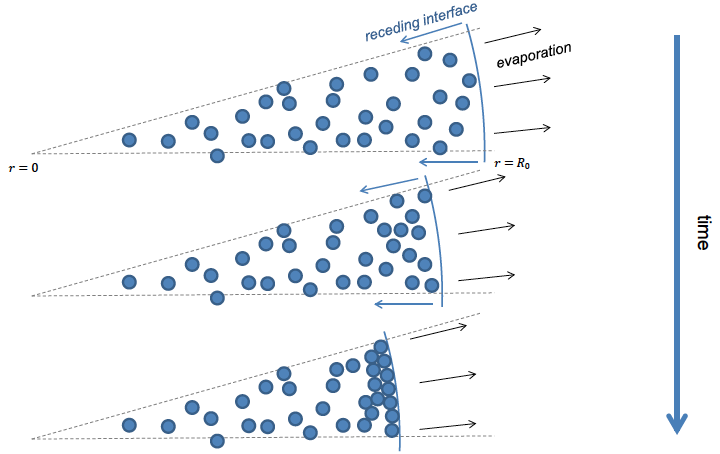 receding interface
evaporation
r = 0
r = R₀
time